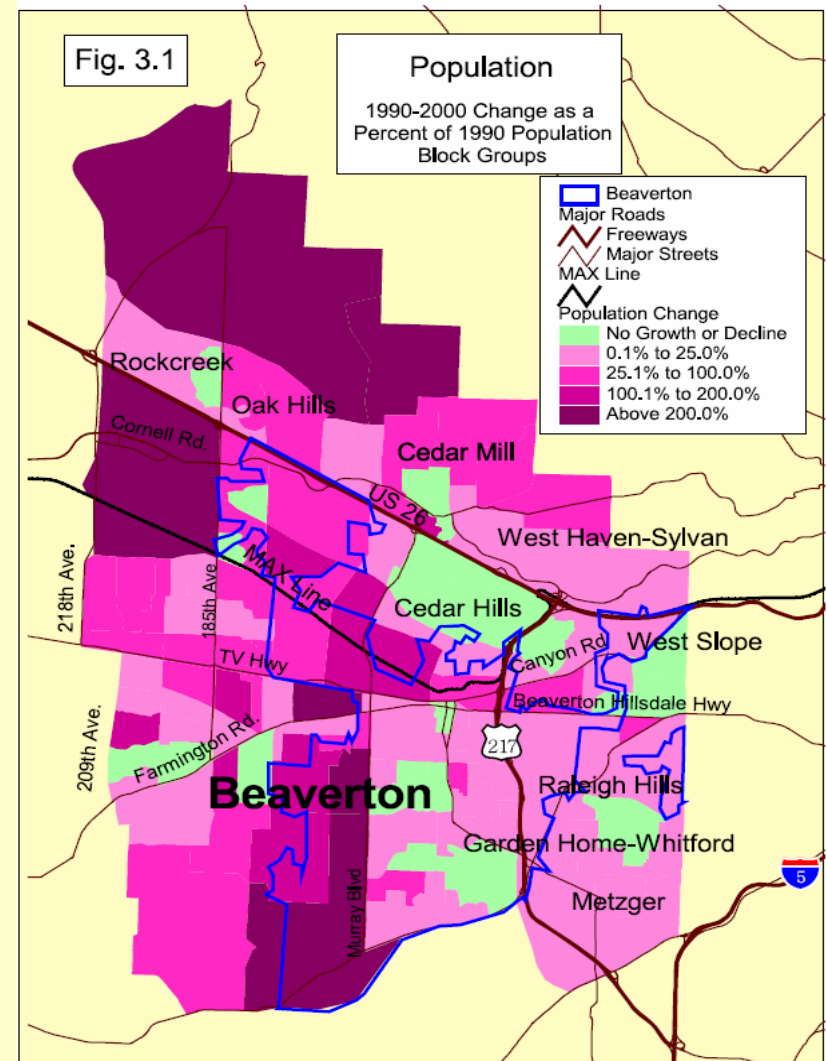 Fig. 3.1
Population
1990-2000 Change as a
Percent of 1990 Population
Block Groups
Beaverton
Major Roads
Freeways
Major Streets
MAX Line
Population Change
No Growth or Decline
0.1% to 25.0%
25.1% to 100.0%
100.1% to 200.0%
Above 200.0%
Rockcreek
Oak Hills
Cornell Rd.
Cedar Mill
US 26
West Haven-Sylvan
MAX Line
218th Ave.
185th Ave
Cedar Hills
West Slope
Canyon Rd
TV Hwy
Beaverton Hillsdale Hwy
209th Ave.
Farmington Rd.
217
Beaverton
Raleigh Hills
Garden Home-Whitford
Murray Blvd
Metzger
5